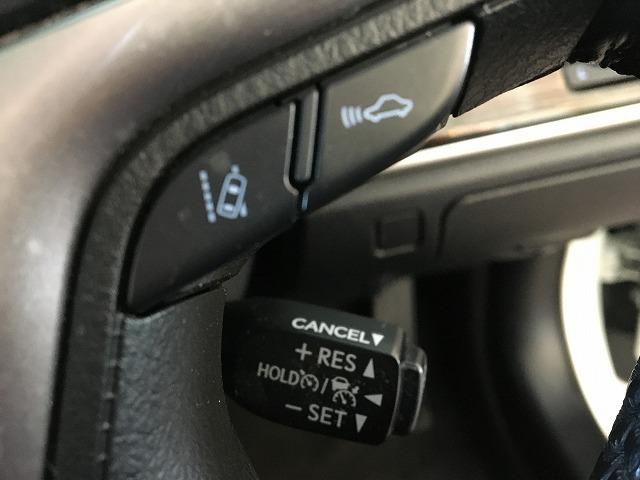 CANCEL▼
+ RES ▲
HOLD / ◀
− SET ▼